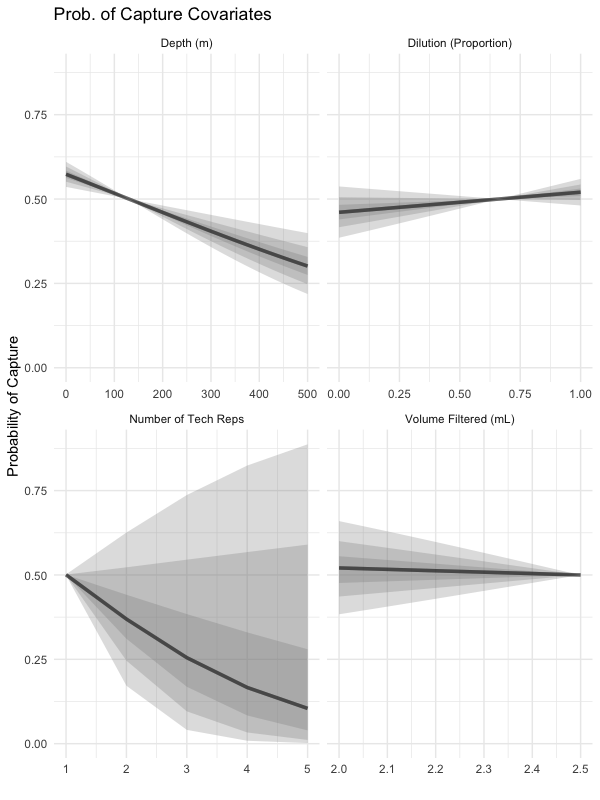 Prob. of Capture Covariates
Depth (m)
Dilution (Proportion)
0.75
0.50
0.25
0.00
0 100 200 300 400 500
0.00 0.25 0.50 0.75 1.00
Probability of Capture
Number of Tech Reps
Volume Filtered (mL)
0.75
0.50
0.25
0.00
1 2 3 4 5
2.0 2.1 2.2 2.3 2.4 2.5